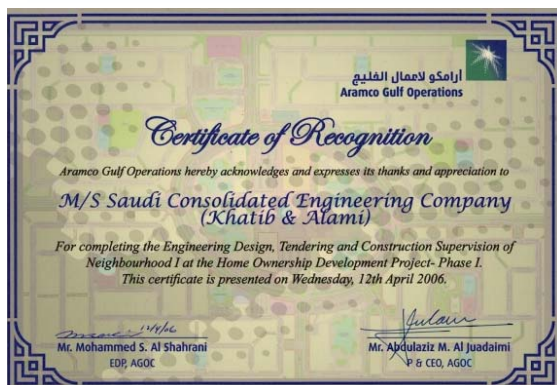 أرامكو لأعمال الخليج
Aramco Gulf Operations
Certificate of Recognition
Aramco Gulf Operations hereby acknowledges and expresses its thanks and appreciation to
M/S Saudi Consolidated Engineering Company
(Khatib & Alami)
For completing the Engineering Design, Tendering and Construction Supervision of
Neighbourhood I at the Home Ownership Development Project- Phase I.
This certificate is presented on Wednesday, 12th April 2006.
12/4/06
Mr. Mohammed S. Al Shahrani
EDP, AGOC
Mr. Abdulaziz M. Al Juadaimi
P & CEO, AGOC